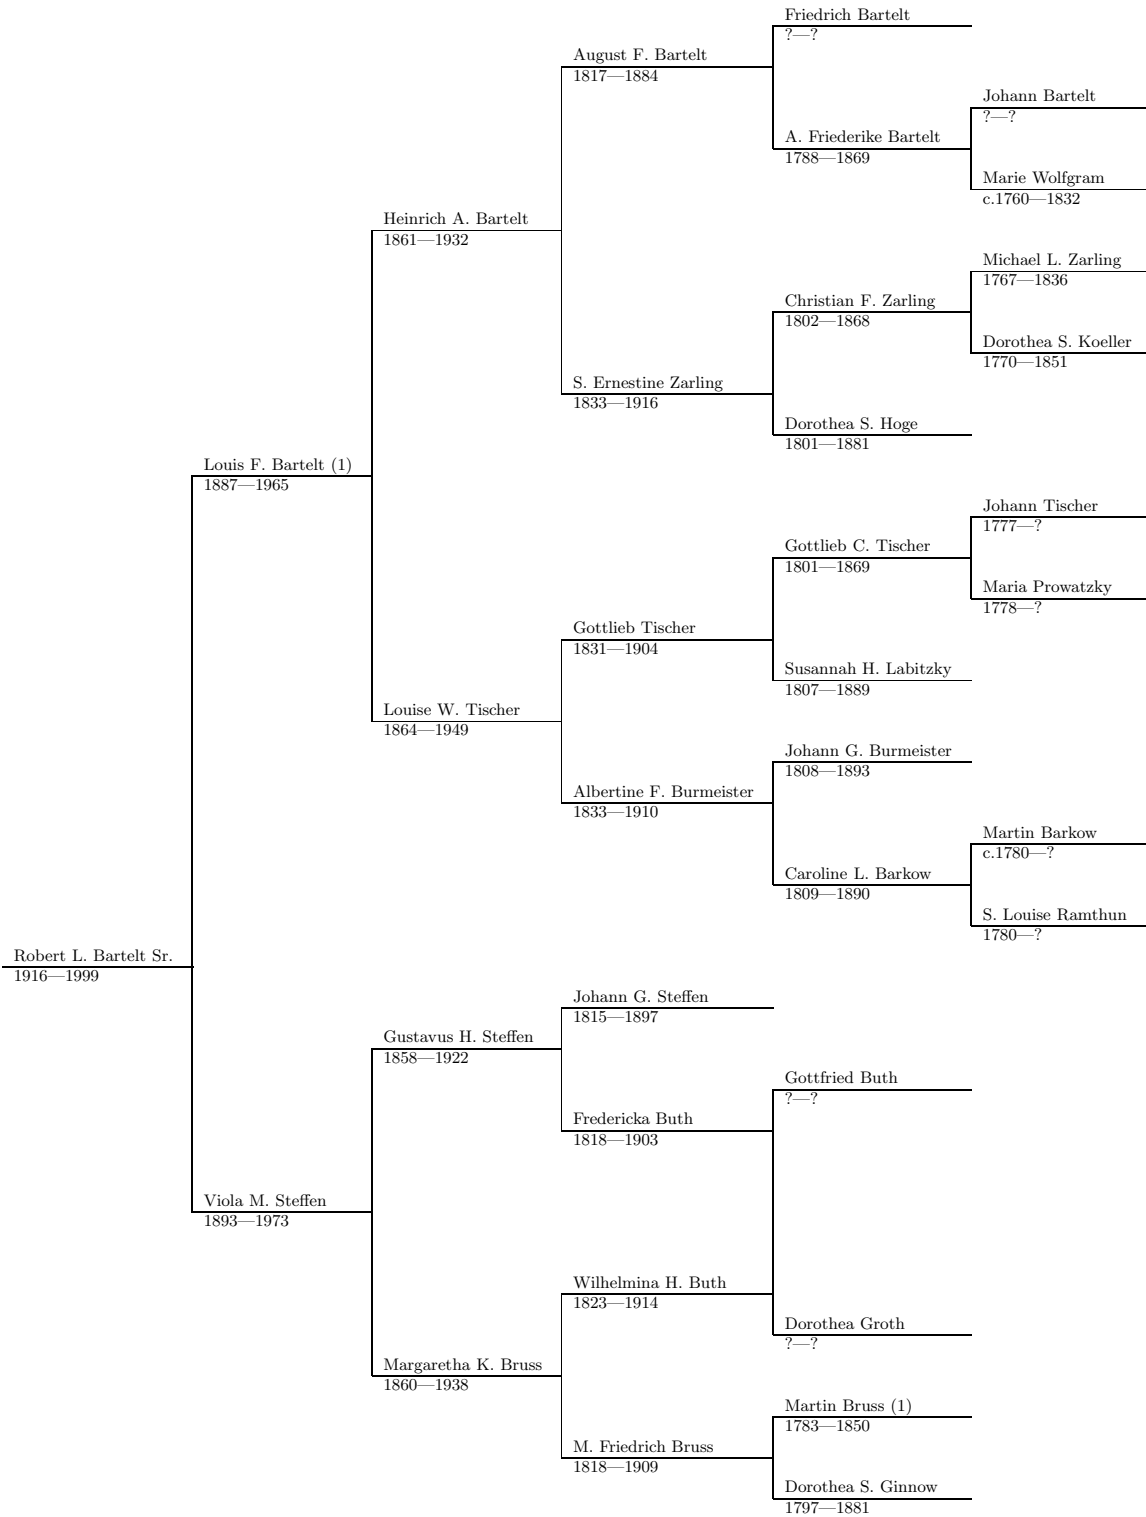 Friedrich Bartelt
?—?
August F. Bartelt
1817—1884
Johann Bartelt
?—?
A. Friederike Bartelt
1788—1869
Marie Wolfgram
c.1760—1832
Heinrich A. Bartelt
1861—1932
Michael L. Zarling
1767—1836
Christian F. Zarling
1802—1868
Dorothea S. Koeller
1770—1851
S. Ernestine Zarling
1833—1916
Dorothea S. Hoge
1801—1881
Louis F. Bartelt (1)
1887—1965
Johann Tischer
1777—?
Gottlieb C. Tischer
1801—1869
Maria Prowatzky
1778—?
Gottlieb Tischer
1831—1904
Susannah H. Labitzky
1807—1889
Louise W. Tischer
1864—1949
Johann G. Burmeister
1808—1893
Albertine F. Burmeister
1833—1910
Martin Barkow
c.1780—?
Caroline L. Barkow
1809—1890
S. Louise Ramthun
1780—?
Robert L. Bartelt Sr.
1916—1999
Johann G. Steffen
1815—1897
Gustavus H. Steffen
1858—1922
Gottfried Buth
?—?
Fredericka Buth
1818—1903
Viola M. Steffen
1893—1973
Wilhelmina H. Buth
1823—1914
Dorothea Groth
?—?
Margaretha K. Bruss
1860—1938
Martin Bruss (1)
1783—1850
M. Friedrich Bruss
1818—1909
Dorothea S. Ginnow
1797—1881